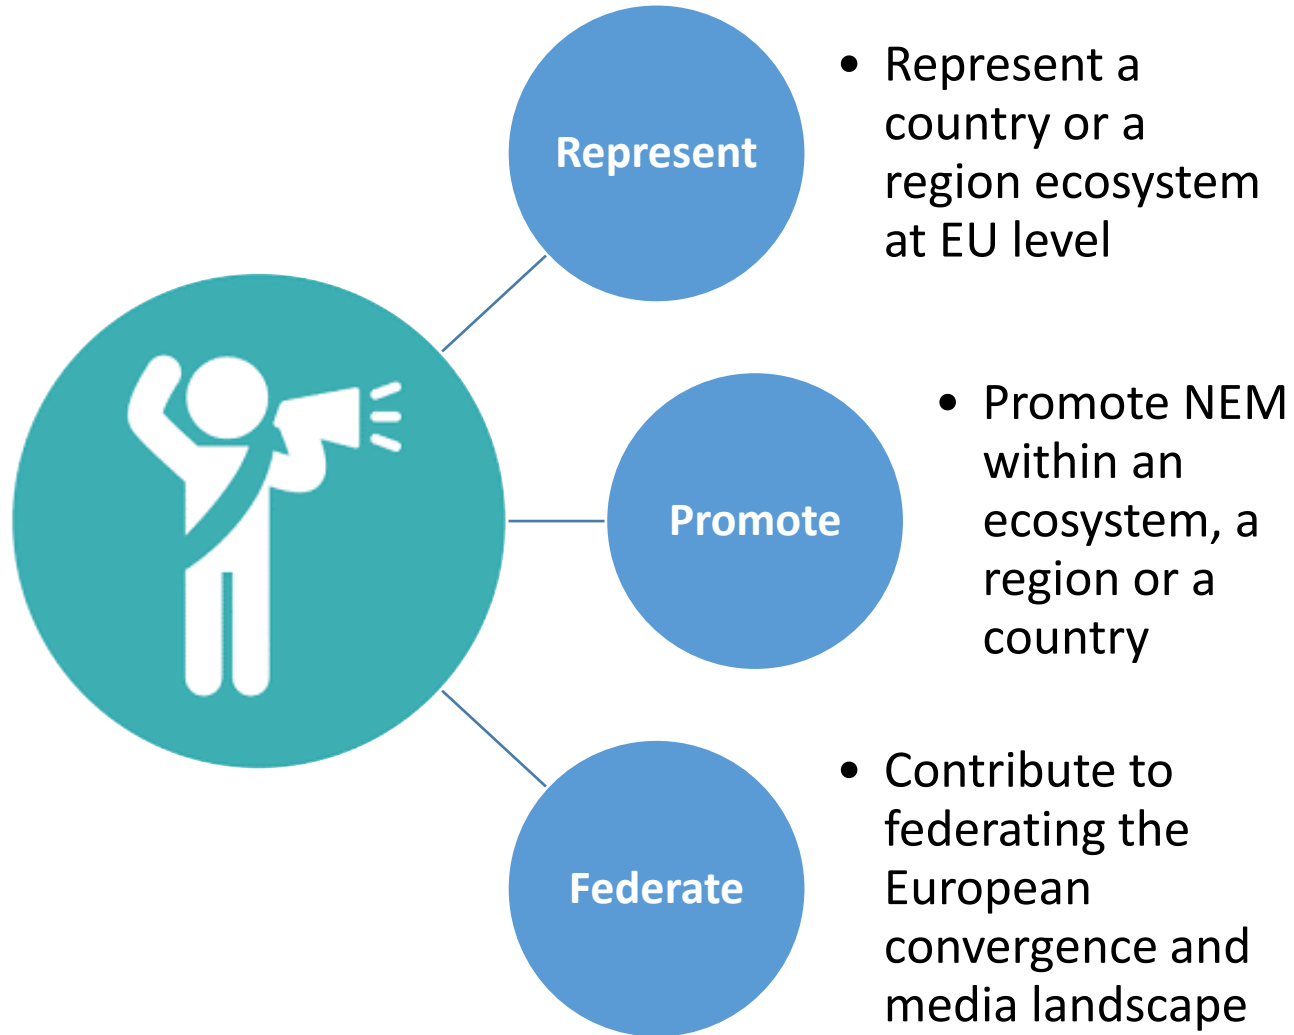 Represent
• Represent a
country or a
region ecosystem
at EU level
Promote
• Promote NEM
within an
ecosystem, a
region or a
country
Federate
• Contribute to
federating the
European
convergence and
media landscape